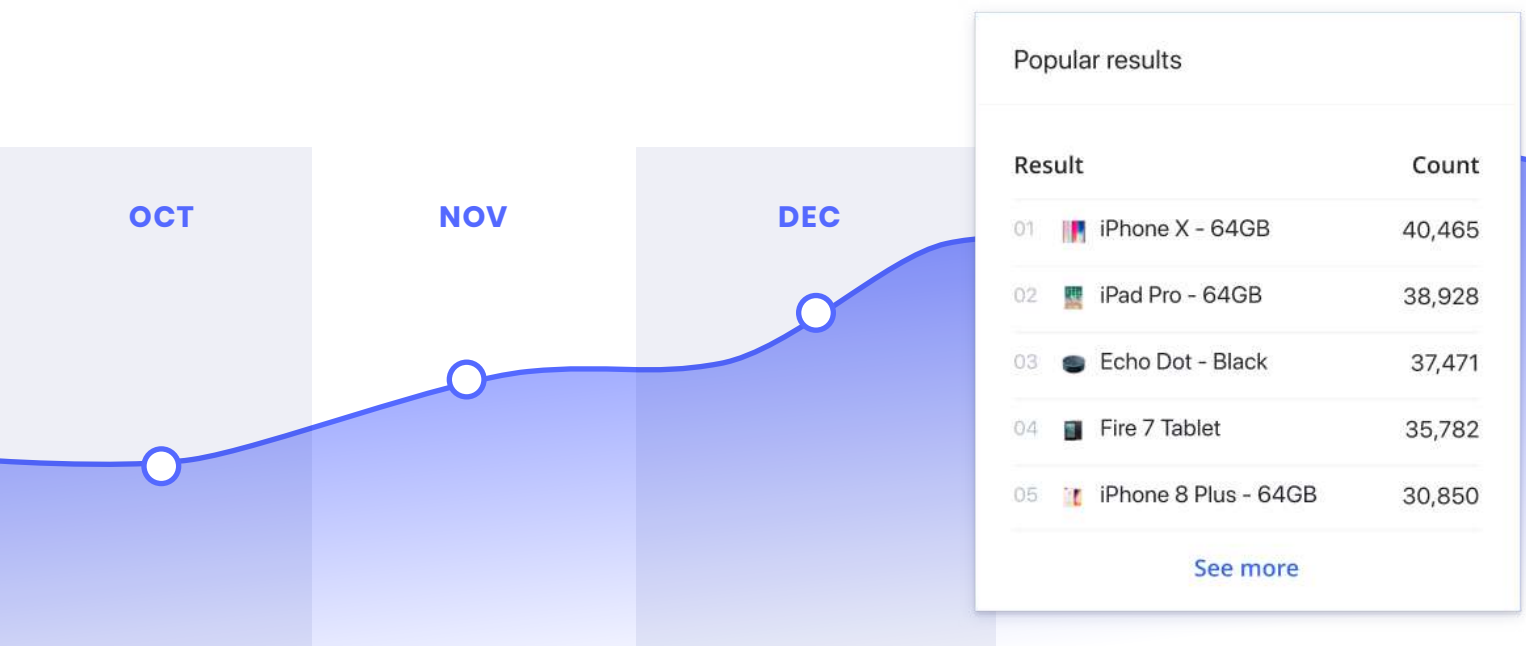 OCT NOV DEC
Popular results
Result Count
01 iPhone X - 64GB 40,465
02 iPad Pro - 64GB 38,928
03 Echo Dot - Black 37,471
04 Fire 7 Tablet 35,782
05 iPhone 8 Plus - 64GB 30,850
See more